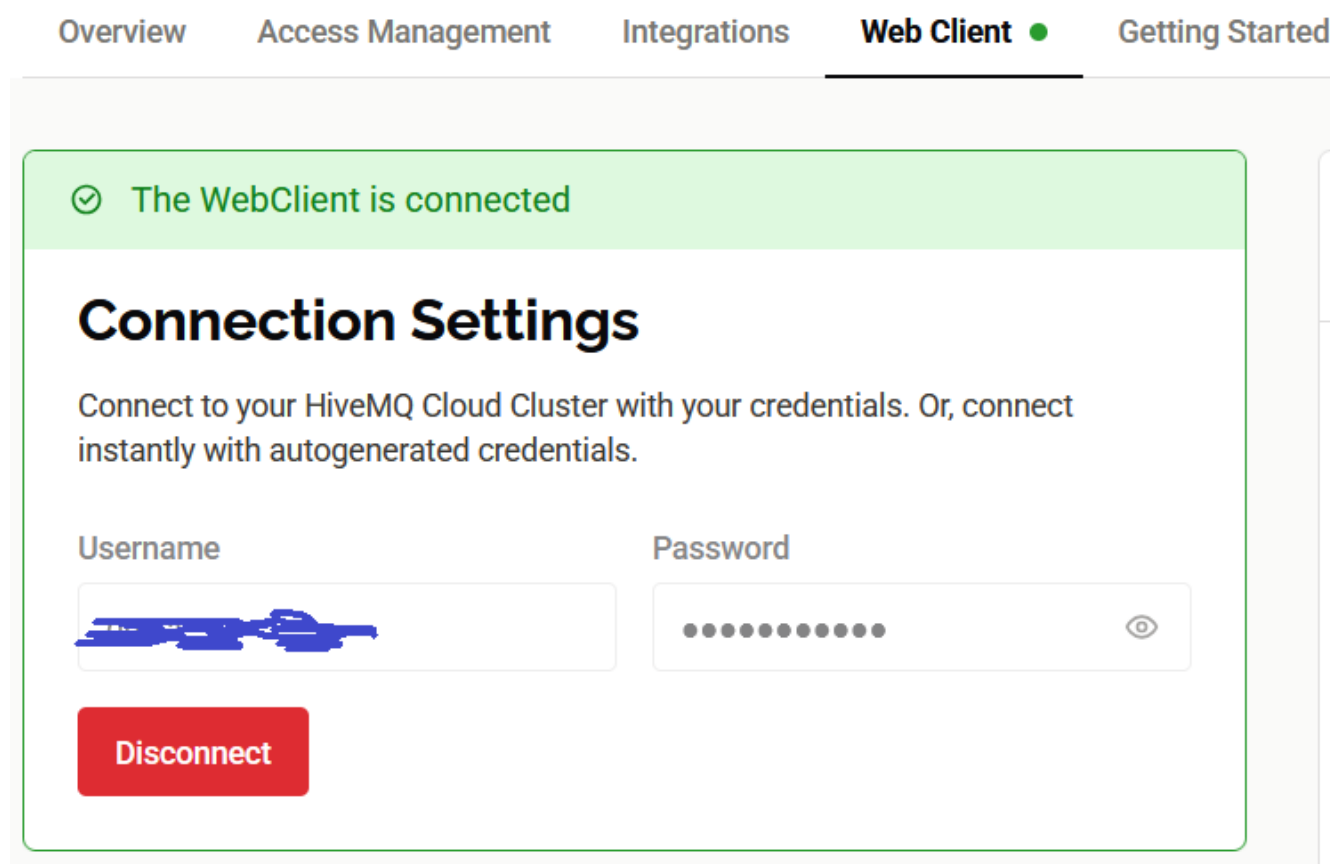 Overview Access Management Integrations Web Client Getting Started
The WebClient is connected
Connection Settings
Connect to your HiveMQ Cloud Cluster with your credentials. Or, connect
instantly with autogenerated credentials.
Username Password
Disconnect